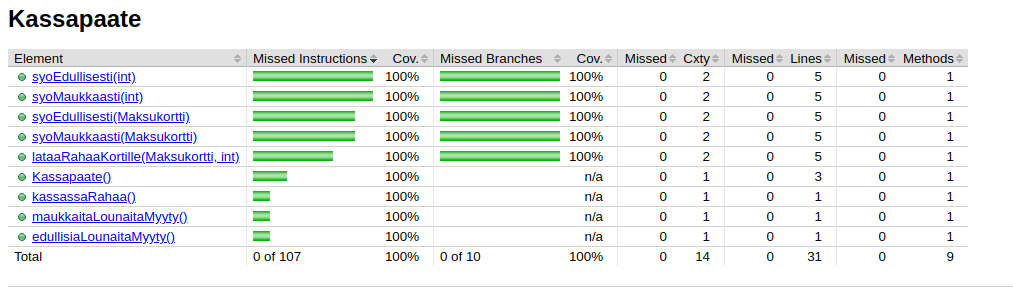 Kassapaate
Element Missed Instructions Cov. Missed Branches Cov. Missed Cxty Missed Lines Missed Methods
syoEdullisesti(int) 100% 100% 0 2 0 5 0 1
syoMaukkaasti(int) 100% 100% 0 2 0 5 0 1
syoEdullisesti(Maksukortti) 100% 100% 0 2 0 5 0 1
syoMaukkaasti(Maksukortti) 100% 100% 0 2 0 5 0 1
lataaRahaaKortille(Maksukortti, int) 100% 100% 0 2 0 5 0 1
Kassapaate() 100% n/a 0 1 0 3 0 1
kassassaRahaa() 100% n/a 0 1 0 1 0 1
maukkaitaLounaitaMyyty() 100% n/a 0 1 0 1 0 1
edullisiaLounaitaMyyty() 100% n/a 0 1 0 1 0 1
Total 0 of 107 100% 0 of 10 100% 0 14 0 31 0 9